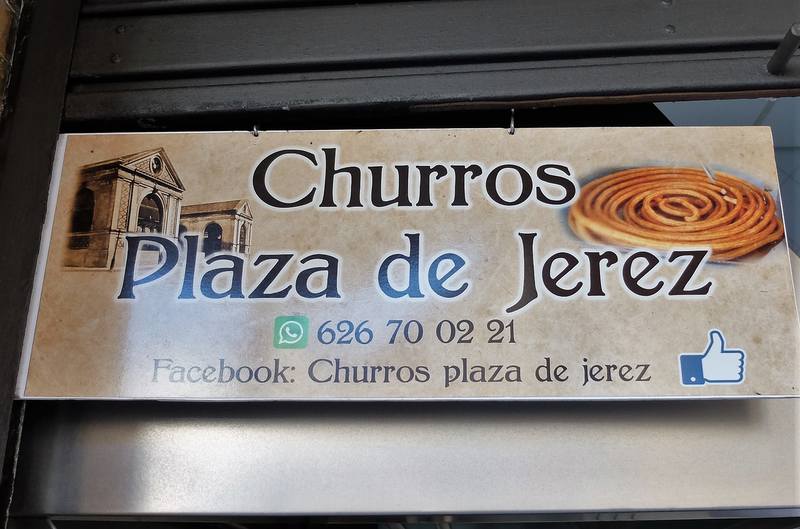 Churros
Plaza de Jerez
626 70 02 21
Facebook: Churros plaza de jerez